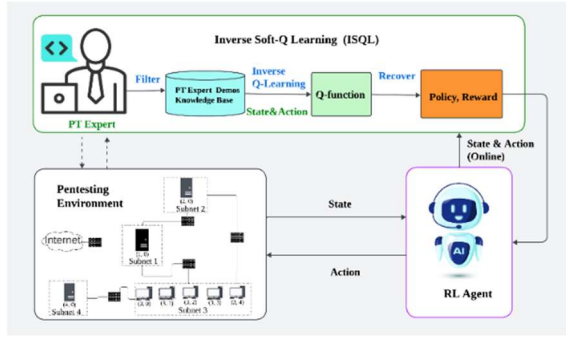 Inverse Soft-Q Learning (ISQL)
Filter
PT Expert Demos
Knowledge Base
Inverse
Q-Learning
State&Action
Q-function
Recover
Policy, Reward
PT Expert
State & Action
(Online)
Pentesting
Environment
Subnet 2
Internet
Subnet 1
Subnet 4
Subnet 3
State
Action
AI
RL Agent